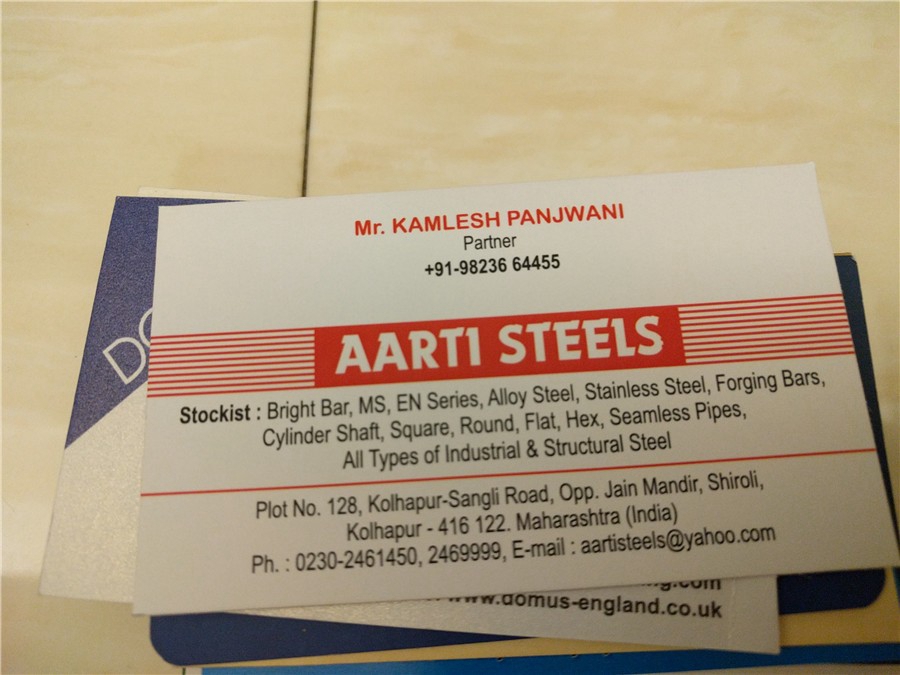 Mr. KAMLESH PANJWANI
Partner
+91-98236 64455
AARTI STEELS
Stockist : Bright Bar, MS, EN Series, Alloy Steel, Stainless Steel, Forging Bars,
Cylinder Shaft, Square, Round, Flat, Hex, Seamless Pipes,
All Types of Industrial & Structural Steel
Plot No. 128, Kolhapur-Sangli Road, Opp. Jain Mandir, Shiroli,
Kolhapur - 416 122. Maharashtra (India)
Ph. : 0230-2461450, 2469999, E-mail : aartisteels@yahoo.com
www.domus-england.co.uk